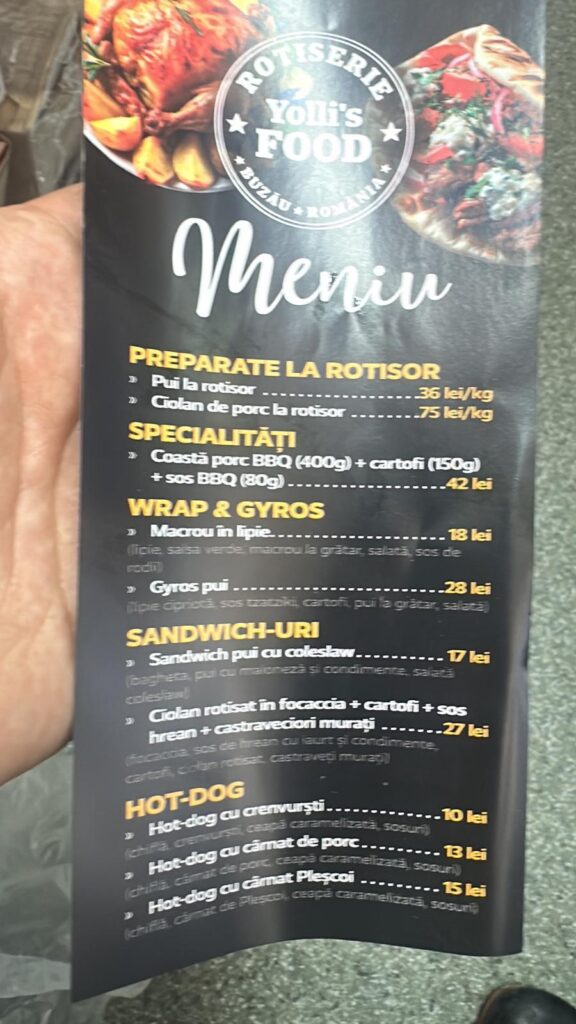 ROTISERIE
Yolli's
FOOD
BUZĂU ★ ROMÂNIA
Meniu
PREPARATE LA ROTISOR
» Pui la rotisor 36 lei/kg
» Ciolan de porc la rotisor 75 lei/kg
SPECIALITĂȚI
» Coastă porc BBQ (400g) + cartofi (150g)
+ sos BBQ (80g) 42 lei
WRAP & GYROS
» Macrou în lipie 18 lei
(lipie, salsa verde, macrou la grătar, salată, sos de
rodii)
» Gyros pui 28 lei
(lipie cipriotă, sos tzatziki, cartofi, pui la grătar, salată)
SANDWICH-URI
» Sandwich pui cu coleslaw 17 lei
(baghetă, pui cu maioneză și condimente, salată
coleslaw)
» Ciolan rotisat în focaccia + cartofi + sos
hrean + castraveciori murați 27 lei
(focaccia, sos de hrean cu iaurt și condimente,
cartofi, ciolan rotisat, castraveți murați)
HOT-DOG
» Hot-dog cu crenvurști 10 lei
(chiflă, crenvurști, ceapă caramelizată, sosuri)
» Hot-dog cu cârnat de porc 13 lei
(chiflă, cârnat de porc, ceapă caramelizată, sosuri)
» Hot-dog cu cârnat Pleșcoi 15 lei
(chiflă, cârnat de Pleșcoi, ceapă caramelizată, sosuri)